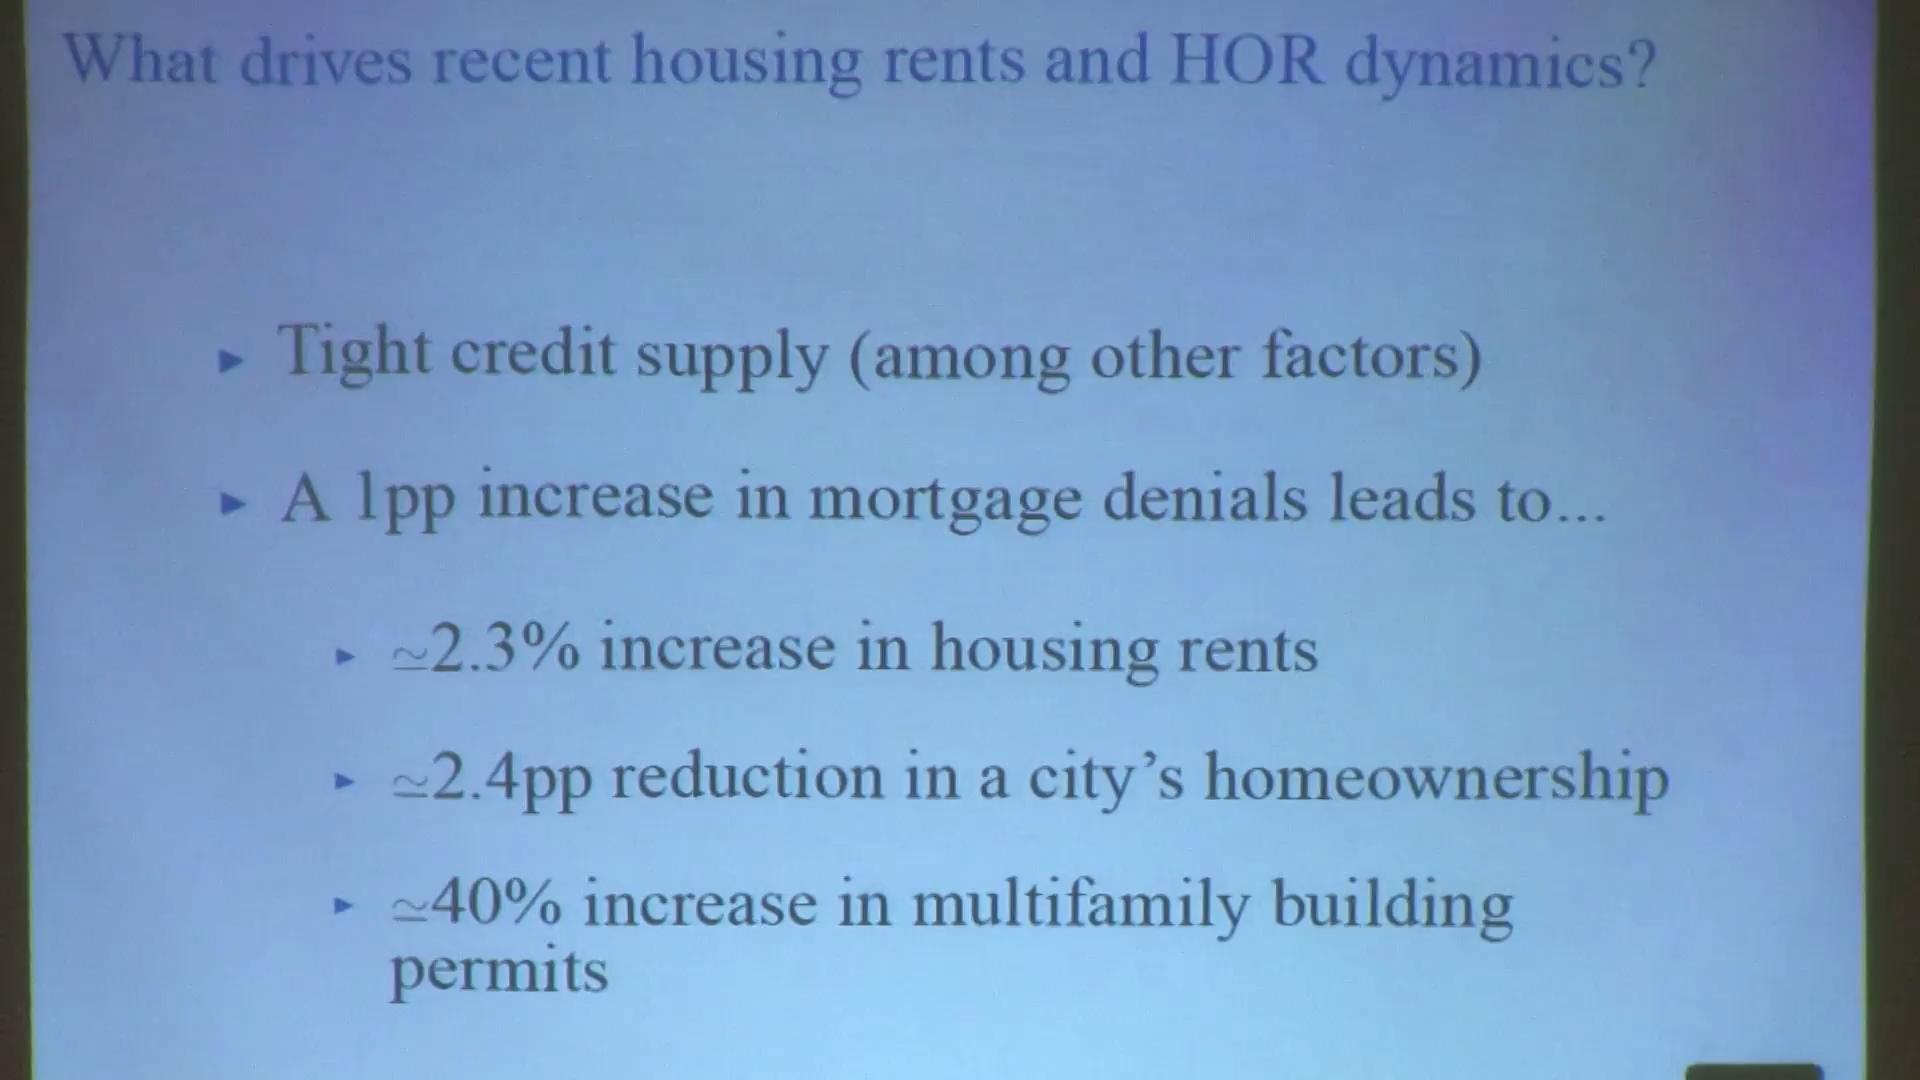 What drives recent housing rents and HOR dynamics?
► Tight credit supply (among other factors)
► A 1pp increase in mortgage denials leads to...
► ≃2.3% increase in housing rents
► ≃2.4pp reduction in a city’s homeownership
► ≃40% increase in multifamily building
permits